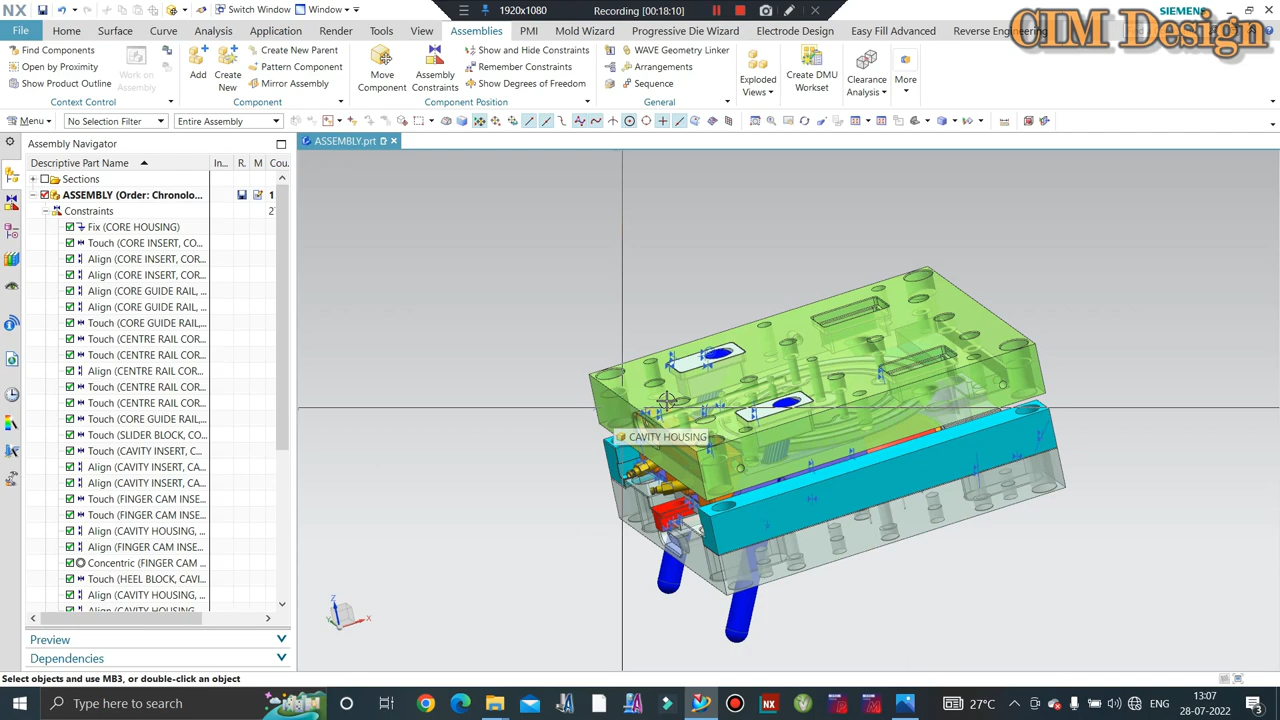 NX
Switch Window
Window
1920x1080
Recording [00:18:10]
SIEMENS
CIM Design
File
Home
Surface
Curve
Analysis
Application
Render
Tools
View
Assemblies
PMI
Mold Wizard
Progressive Die Wizard
Electrode Design
Easy Fill Advanced
Reverse Engineering
Find Components
Open by Proximity
Show Product Outline
Work on Assembly
Context Control
Add
Create New
Create New Parent
Pattern Component
Mirror Assembly
Component
Move Component
Assembly Constraints
Show and Hide Constraints
Remember Constraints
Show Degrees of Freedom
Component Position
WAVE Geometry Linker
Arrangements
Sequence
General
Exploded Views
Create DMU Workset
Clearance Analysis
More
Menu
No Selection Filter
Entire Assembly
Assembly Navigator
ASSEMBLY.prt
Descriptive Part Name
In...
R.
M
Cou.
Sections
ASSEMBLY (Order: Chronolo...
1
Constraints
2
Fix (CORE HOUSING)
Touch (CORE INSERT, CO...
Align (CORE INSERT, COR...
Align (CORE INSERT, COR...
Align (CORE GUIDE RAIL, ...
Align (CORE GUIDE RAIL, ...
Touch (CORE GUIDE RAIL,...
Touch (CENTRE RAIL COR...
Touch (CENTRE RAIL COR...
Align (CENTRE RAIL COR...
Touch (CENTRE RAIL COR...
Touch (CENTRE RAIL COR...
Touch (CORE GUIDE RAIL...
Touch (SLIDER BLOCK, CO...
Touch (CAVITY INSERT, C...
Align (CAVITY INSERT, C...
Align (CAVITY INSERT, C...
Touch (FINGER CAM INSE...
Touch (FINGER CAM INSE...
Align (CAVITY HOUSING, ...
Align (FINGER CAM INSE...
Concentric (FINGER CAM ...
Touch (HEEL BLOCK, CAVI...
Align (CAVITY HOUSING, ...
Align (CAVITY HOUSING, ...
CAVITY HOUSING
Z
Y
X
Preview
Dependencies
Select objects and use MB3, or double-click an object
Type here to search
27°C
ENG
13:07
28-07-2022
3